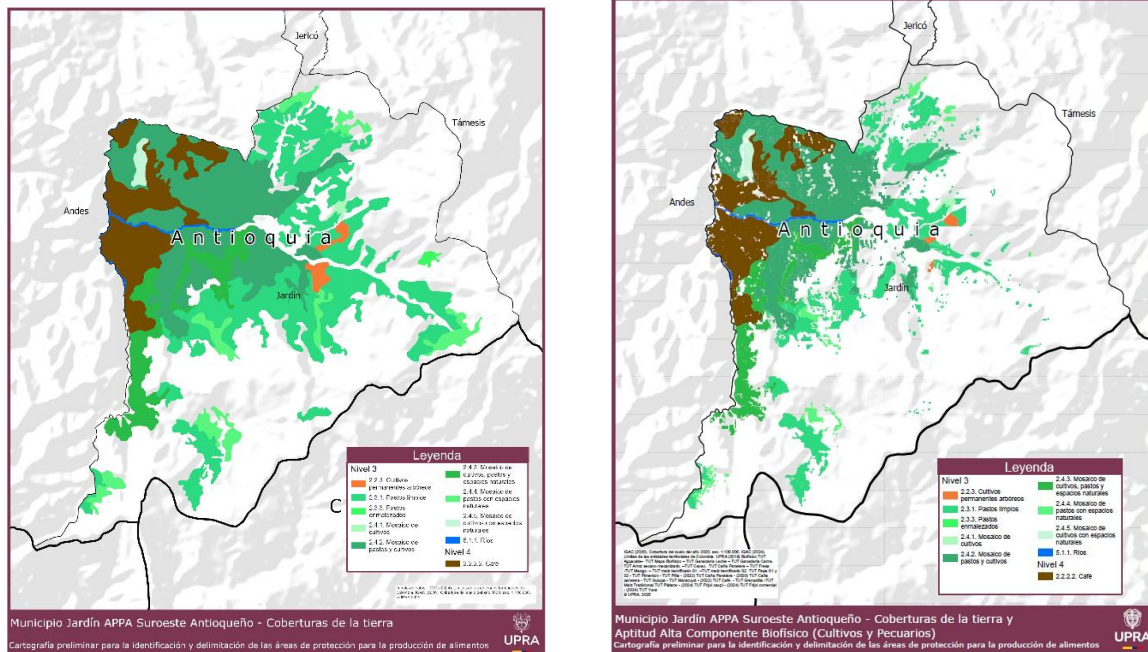 Jericó
Támesis
Andes
Antioquia
Jardín
C
Leyenda
Nivel 3
2.2.3. Cultivos
permanentes arbóreos
2.3.1. Pastos limpios
2.3.3. Pastos
enmalezados
2.4.1. Mosaico de
cultivos
2.4.2. Mosaico de
pastos y cultivos
2.4.3. Mosaico de
cultivos, pastos y
espacios naturales
2.4.4. Mosaico de
pastos con espacios
naturales
2.4.5. Mosaico de
cultivos con espacios
naturales
5.1.1. Ríos
Nivel 4
2.2.2.2. Café
Municipio Jardín APPA Suroeste Antioqueño - Coberturas de la tierra
Cartografía preliminar para la identificación y delimitación de las áreas de protección para la producción de alimentos
UPRA
Jericó
Támesis
Andes
Antioquia
Jardín
Leyenda
Nivel 3
2.2.3. Cultivos
permanentes arbóreos
2.3.1. Pastos limpios
2.3.3. Pastos
enmalezados
2.4.1. Mosaico de
cultivos
2.4.2. Mosaico de
pastos y cultivos
2.4.3. Mosaico de
cultivos, pastos y
espacios naturales
2.4.4. Mosaico de
pastos con espacios
naturales
2.4.5. Mosaico de
cultivos con espacios
naturales
5.1.1. Ríos
Nivel 4
2.2.2.2. Café
© UPRA, 2025
Municipio Jardín APPA Suroeste Antioqueño - Coberturas de la tierra y
Aptitud Alta Componente Biofísico (Cultivos y Pecuarios)
Cartografía preliminar para la identificación y delimitación de las áreas de protección para la producción de alimentos
UPRA